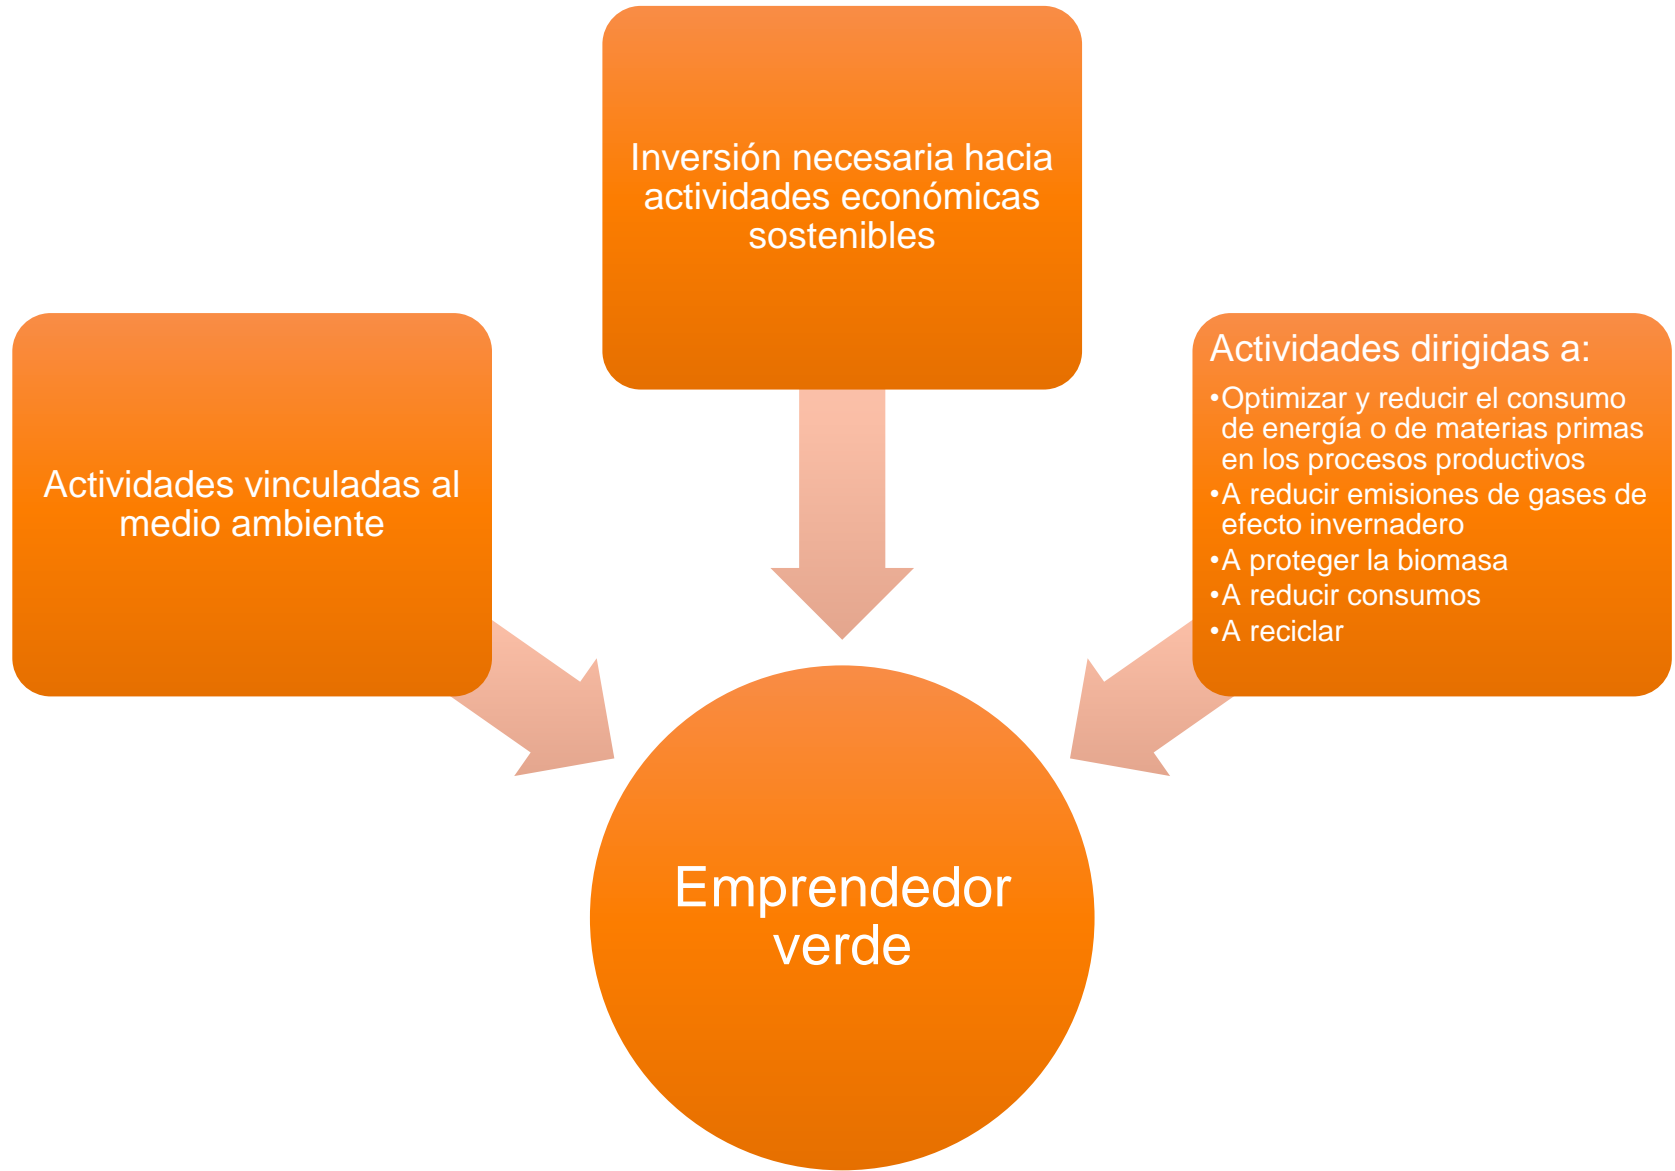 Inversión necesaria hacia
actividades económicas
sostenibles
Actividades vinculadas al
medio ambiente
Actividades dirigidas a:
•Optimizar y reducir el consumo
de energía o de materias primas
en los procesos productivos
•A reducir emisiones de gases de
efecto invernadero
•A proteger la biomasa
•A reducir consumos
•A reciclar
Emprendedor
verde